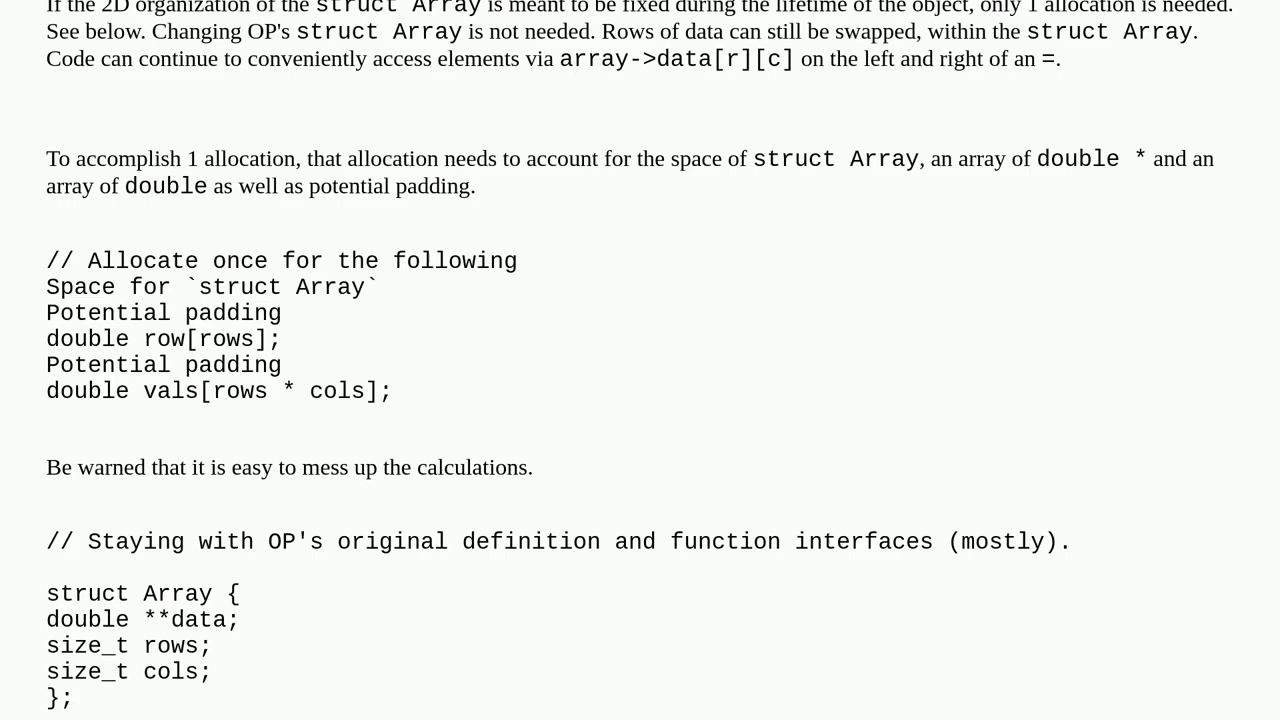 If the 2D organization of the struct Array is meant to be fixed during the lifetime of the object, only 1 allocation is needed.
See below. Changing OP's struct Array is not needed. Rows of data can still be swapped, within the struct Array.
Code can continue to conveniently access elements via array->data[r][c] on the left and right of an =.
To accomplish 1 allocation, that allocation needs to account for the space of struct Array, an array of double * and an
array of double as well as potential padding.
// Allocate once for the following
Space for `struct Array`
Potential padding
double row[rows];
Potential padding
double vals[rows * cols];
Be warned that it is easy to mess up the calculations.
// Staying with OP's original definition and function interfaces (mostly).
struct Array {
double **data;
size_t rows;
size_t cols;
};